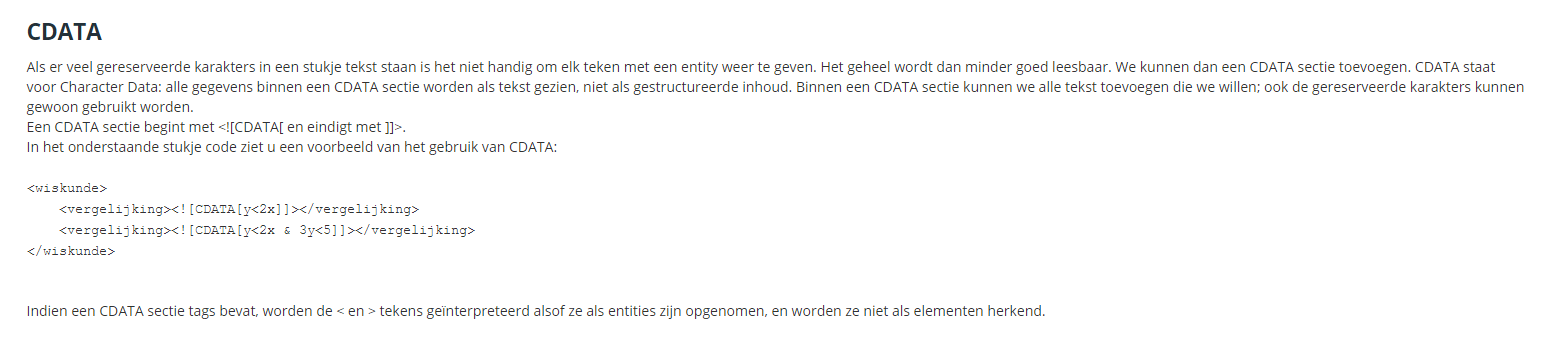 CDATA
Als er veel gereserveerde karakters in een stukje tekst staan is het niet handig om elk teken met een entity weer te geven. Het geheel wordt dan minder goed leesbaar. We kunnen dan een CDATA sectie toevoegen. CDATA staat
voor Character Data: alle gegevens binnen een CDATA sectie worden als tekst gezien, niet als gestructureerde inhoud. Binnen een CDATA sectie kunnen we alle tekst toevoegen die we willen; ook de gereserveerde karakters kunnen
gewoon gebruikt worden.
Een CDATA sectie begint met <![CDATA[ en eindigt met ]]>.
In het onderstaande stukje code ziet u een voorbeeld van het gebruik van CDATA:
<wiskunde>
    <vergelijking><![CDATA[y<2x]]></vergelijking>
    <vergelijking><![CDATA[y<2x & 3y<5]]></vergelijking>
</wiskunde>
Indien een CDATA sectie tags bevat, worden de < en > tekens geïnterpreteerd alsof ze als entities zijn opgenomen, en worden ze niet als elementen herkend.